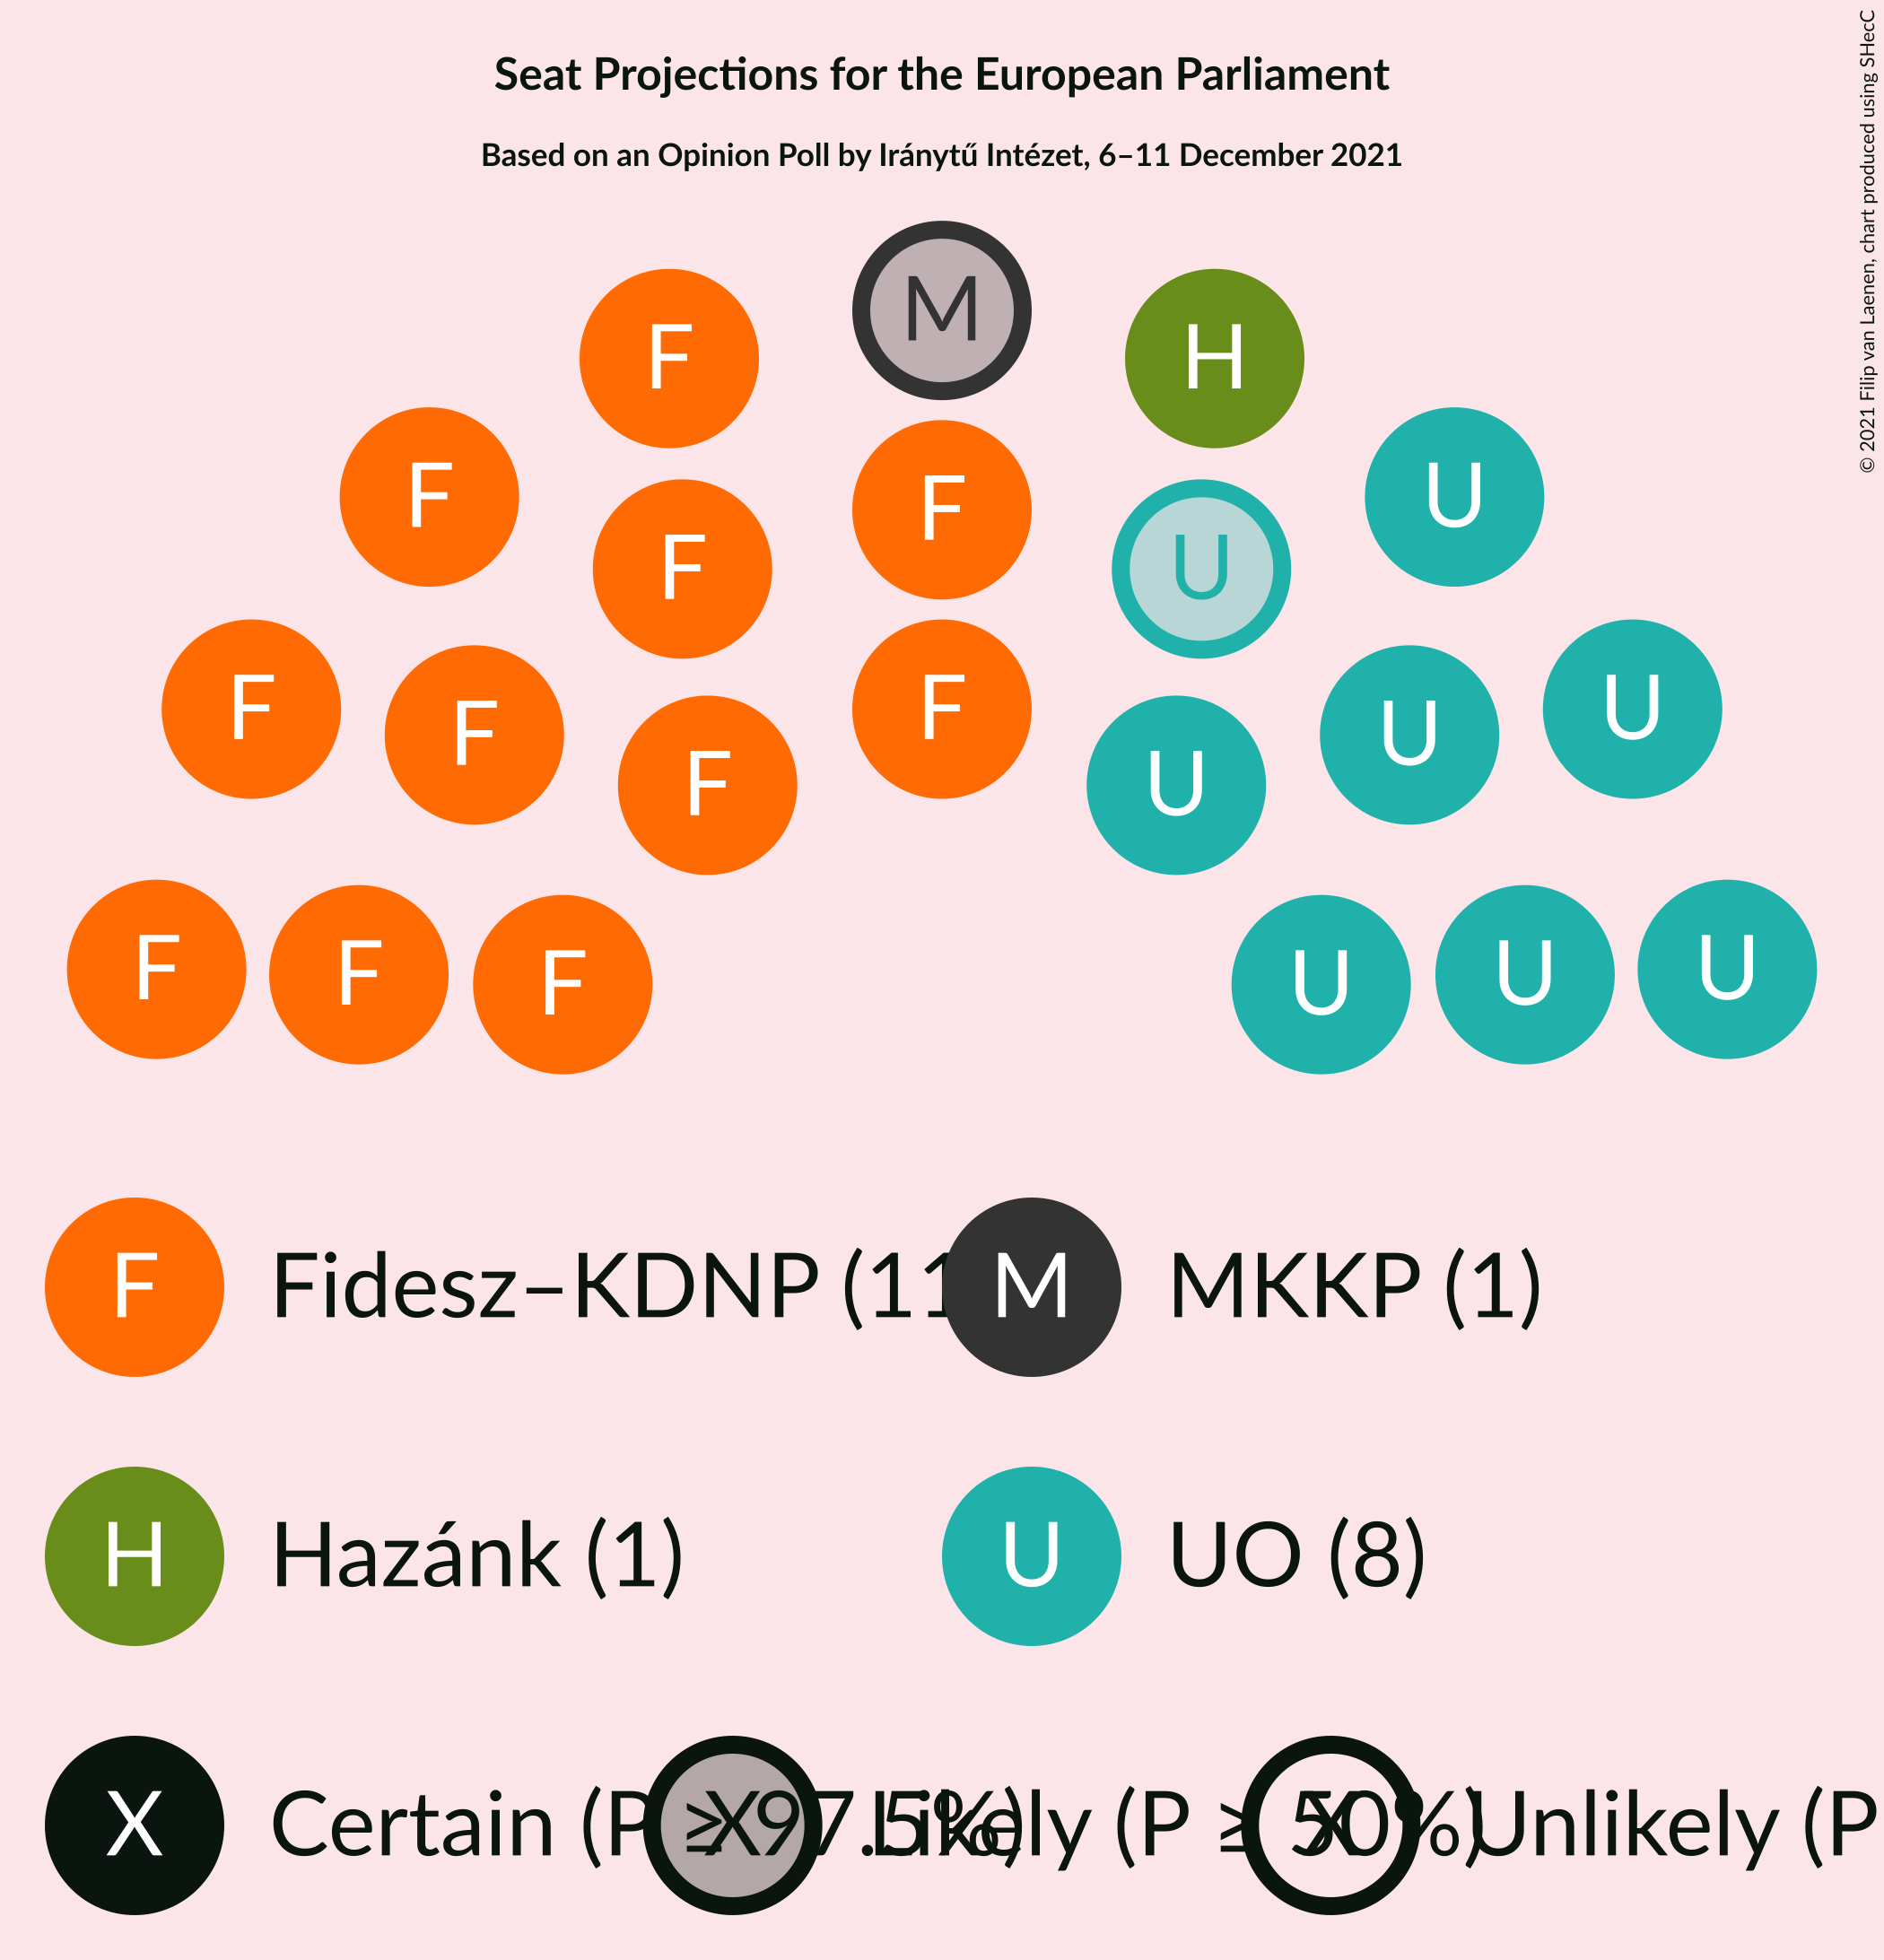 Seat Projections for the European Parliament
Based on an Opinion Poll by Iránytű Intézet, 6–11 December 2021
© 2021 Filip van Laenen, chart produced using SHecC
M
F H
F F U
F U
F F U
F F U U
F U
F F F U U U
F Fidesz–KDNP (11 M MKKP (1)
H Hazánk (1) U UO (8)
X Certain (P ≥ 97.5%) X Likely (P ≥ 50%) X Unlikely (P